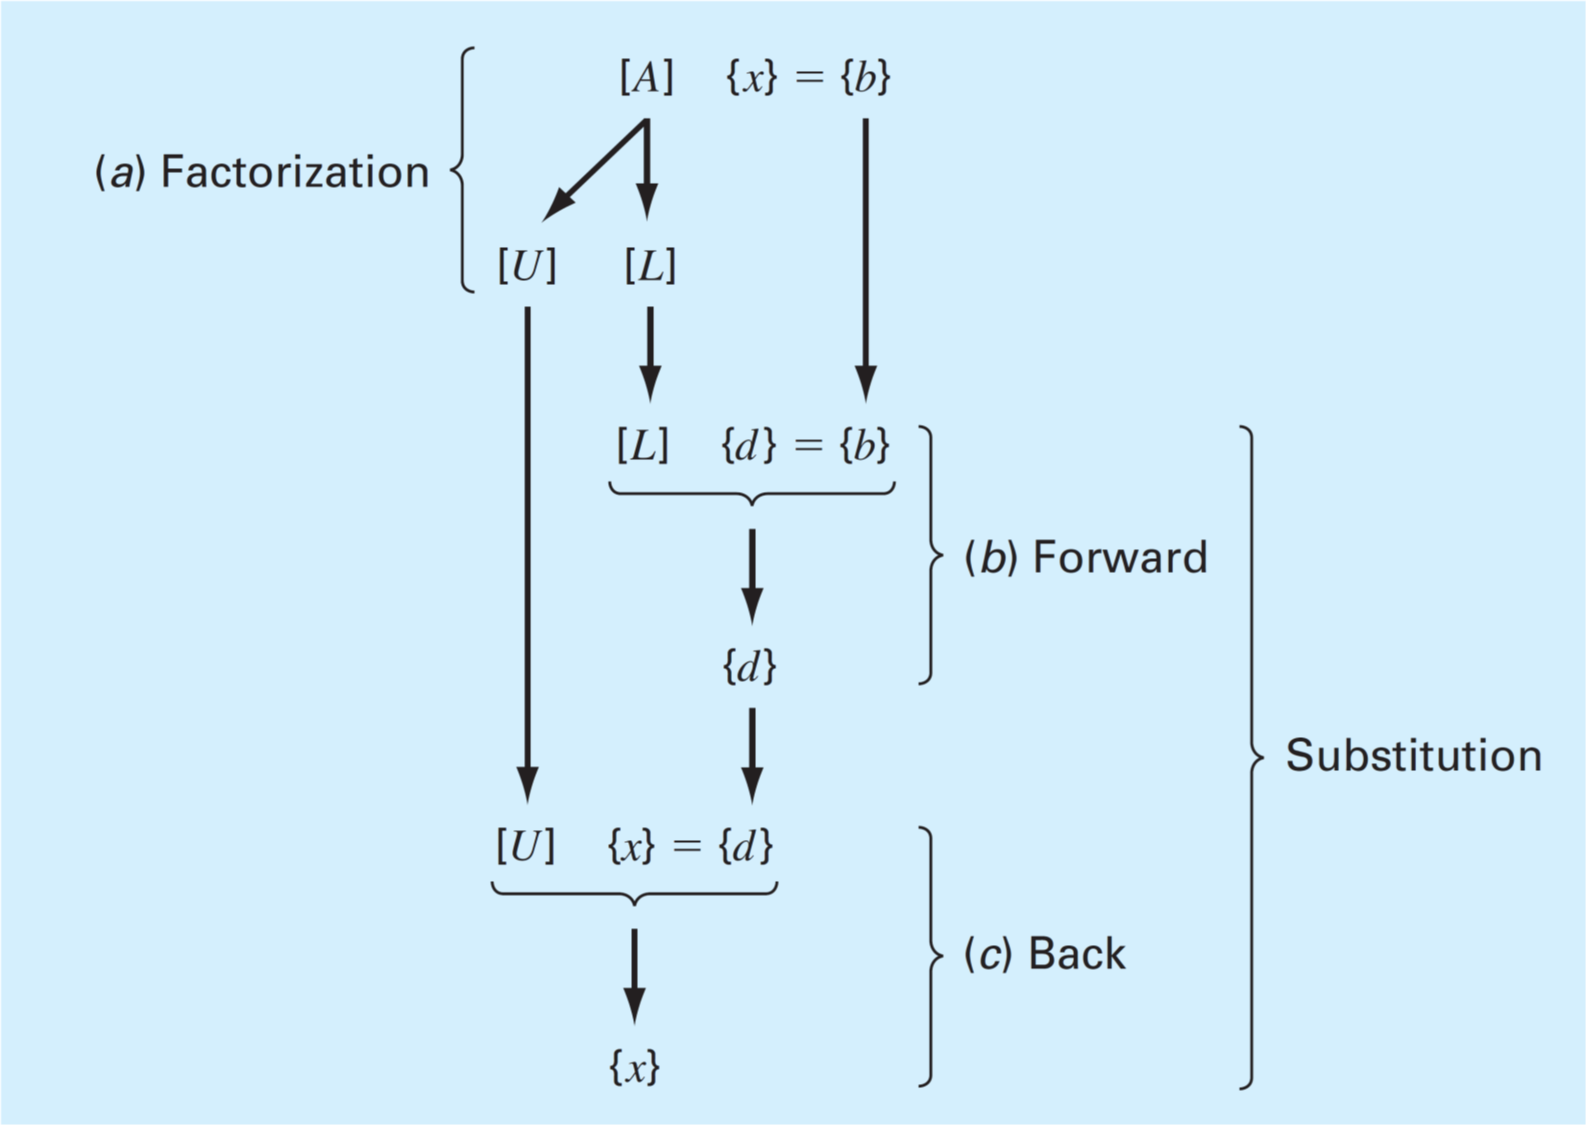 [A] {x} = {b}
(a) Factorization
[U] [L]
[L] {d} = {b}
(b) Forward
{d}
Substitution
[U] {x} = {d}
(c) Back
{x}